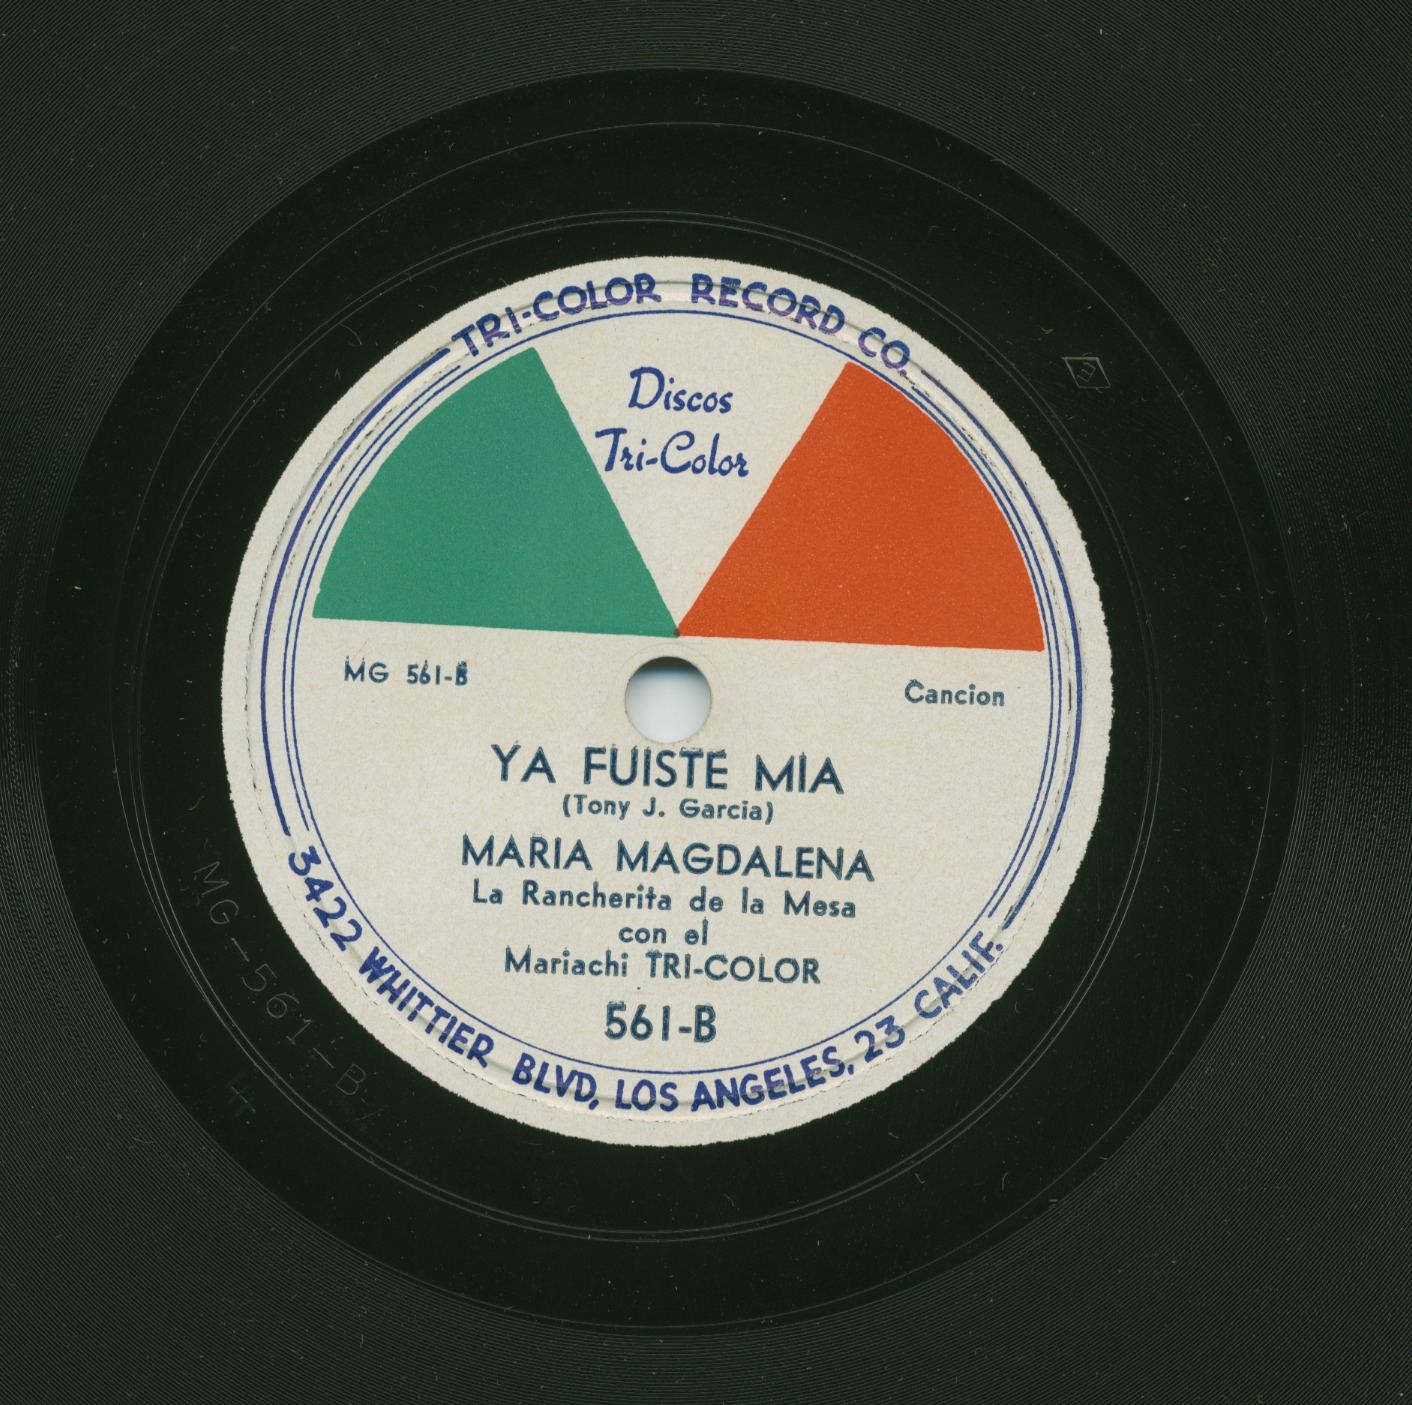 TRI-COLOR RECORD CO.
Discos
Tri-Color
MG 561-B
Cancion
YA FUISTE MIA
(Tony J. Garcia)
MARIA MAGDALENA
La Rancherita de la Mesa
con el
Mariachi TRI-COLOR
561-B
3422 WHITTIER BLVD, LOS ANGELES, 23 CALIF.
MG-561-B